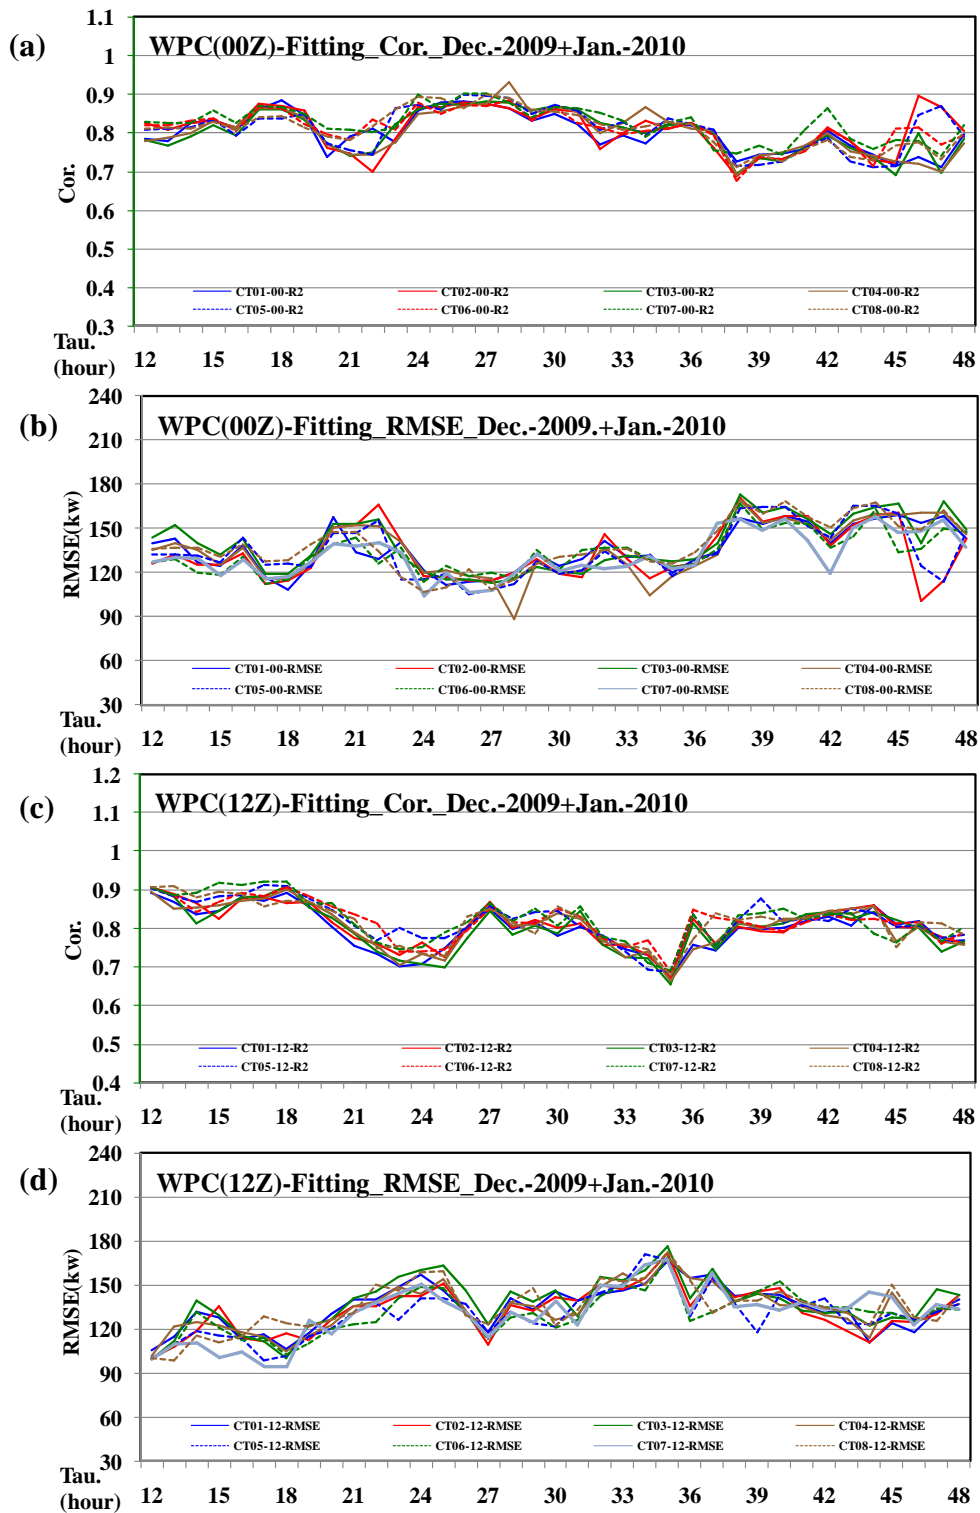 (a)
WPC(00Z)-Fitting_Cor._Dec.-2009+Jan.-2010
1.1
1
0.9
0.8
0.7
0.6
0.5
0.4
0.3
Cor.
CT01-00-R2 CT02-00-R2 CT03-00-R2 CT04-00-R2
CT05-00-R2 CT06-00-R2 CT07-00-R2 CT08-00-R2
Tau.
(hour)
12 15 18 21 24 27 30 33 36 39 42 45 48
(b)
WPC(00Z)-Fitting_RMSE_Dec.-2009.+Jan.-2010
240
210
180
150
120
90
60
30
RMSE(kw)
CT01-00-RMSE CT02-00-RMSE CT03-00-RMSE CT04-00-RMSE
CT05-00-RMSE CT06-00-RMSE CT07-00-RMSE CT08-00-RMSE
Tau.
(hour)
12 15 18 21 24 27 30 33 36 39 42 45 48
(c)
WPC(12Z)-Fitting_Cor._Dec.-2009+Jan.-2010
1.2
1.1
1
0.9
0.8
0.7
0.6
0.5
0.4
Cor.
CT01-12-R2 CT02-12-R2 CT03-12-R2 CT04-12-R2
CT05-12-R2 CT06-12-R2 CT07-12-R2 CT08-12-R2
Tau.
(hour)
12 15 18 21 24 27 30 33 36 39 42 45 48
(d)
WPC(12Z)-Fitting_RMSE_Dec.-2009+Jan.-2010
240
210
180
150
120
90
60
30
RMSE(kw)
CT01-12-RMSE CT02-12-RMSE CT03-12-RMSE CT04-12-RMSE
CT05-12-RMSE CT06-12-RMSE CT07-12-RMSE CT08-12-RMSE
Tau.
(hour)
12 15 18 21 24 27 30 33 36 39 42 45 48